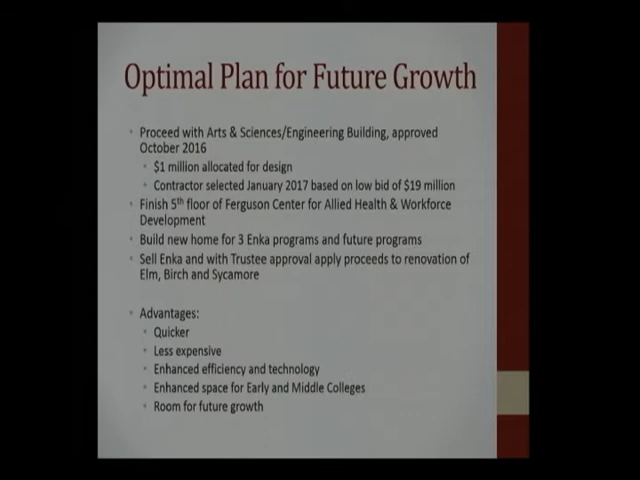 Optimal Plan for Future Growth
• Proceed with Arts & Sciences/Engineering Building, approved
October 2016
• $1 million allocated for design
• Contractor selected January 2017 based on low bid of $19 million
• Finish 5th floor of Ferguson Center for Allied Health & Workforce
Development
• Build new home for 3 Enka programs and future programs
• Sell Enka and with Trustee approval apply proceeds to renovation of
Elm, Birch and Sycamore
• Advantages:
• Quicker
• Less expensive
• Enhanced efficiency and technology
• Enhanced space for Early and Middle Colleges
• Room for future growth